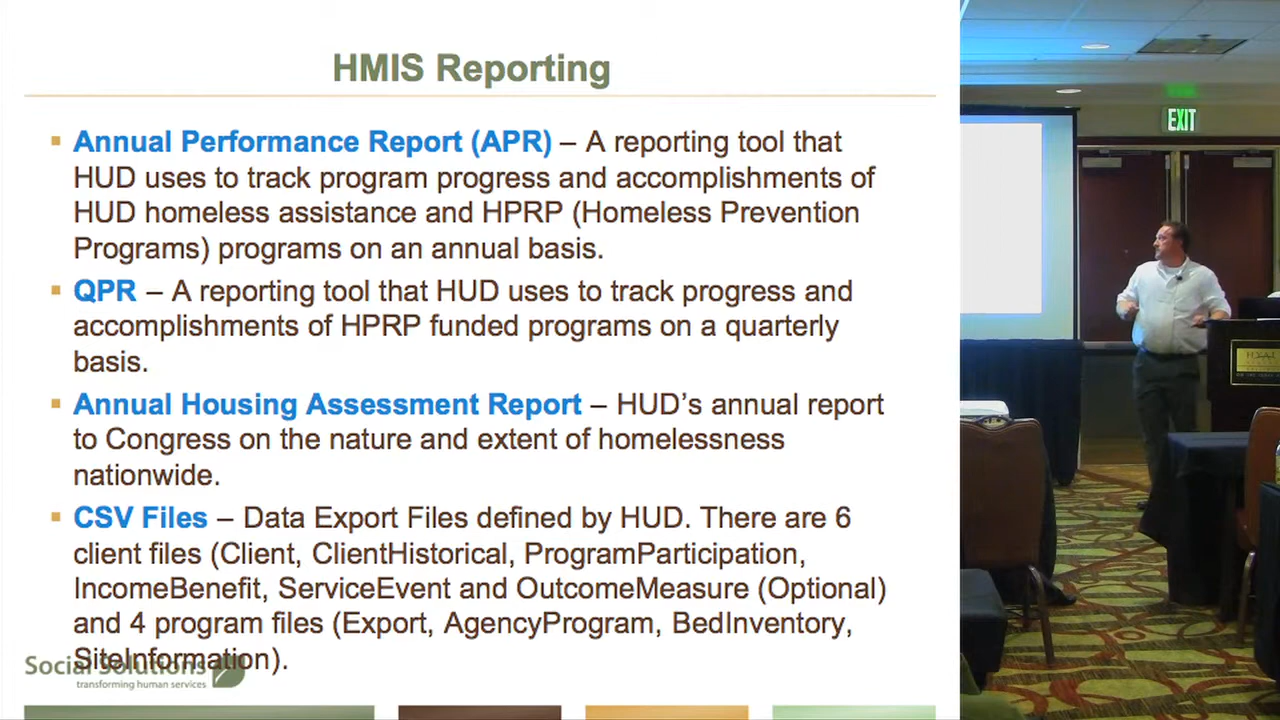 HMIS Reporting
Annual Performance Report (APR) – A reporting tool that
HUD uses to track program progress and accomplishments of
HUD homeless assistance and HPRP (Homeless Prevention
Programs) programs on an annual basis.
QPR – A reporting tool that HUD uses to track progress and
accomplishments of HPRP funded programs on a quarterly
basis.
Annual Housing Assessment Report – HUD’s annual report
to Congress on the nature and extent of homelessness
nationwide.
CSV Files – Data Export Files defined by HUD. There are 6
client files (Client, ClientHistorical, ProgramParticipation,
IncomeBenefit, ServiceEvent and OutcomeMeasure (Optional)
and 4 program files (Export, AgencyProgram, BedInventory,
SiteInformation).
Social Solutions
transforming human services
EXIT